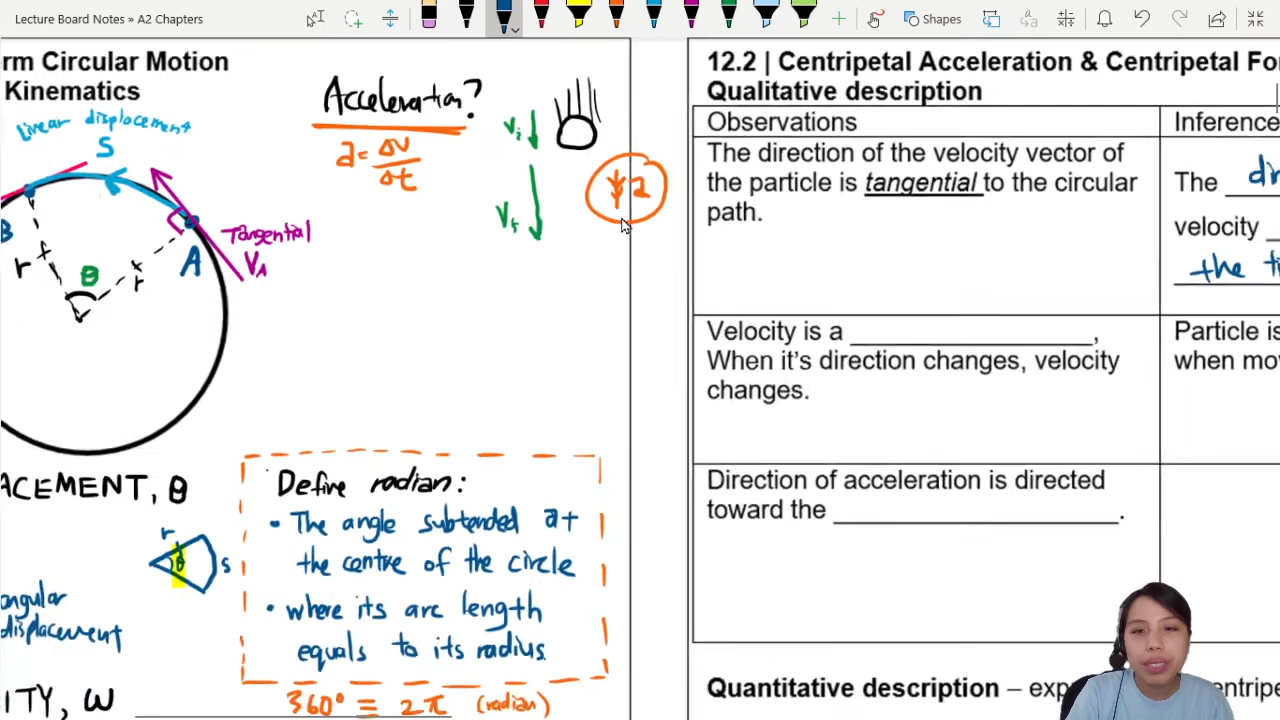 Lecture Board Notes » A2 Chapters
Shapes
rm Circular Motion
Kinematics
linear displacement
S
B
A
r
r
θ
Tangential
VA
Acceleration?
a = Δv
Δt
Vi
Vf
a
ACEMENT, θ
r
θ
s
angular
displacement
Define radian:
• The angle subtended at
the centre of the circle
• where its arc length
equals to its radius.
360° = 2π (radian)
ITY, ω
12.2 | Centripetal Acceleration & Centripetal Fo
Qualitative description
Observations
Inference
The direction of the velocity vector of
the particle is tangential to the circular
path.
The
velocity
the
Velocity is a ____________________,
When it's direction changes, velocity
changes.
Particle is
when mov
Direction of acceleration is directed
toward the _______________________.
Quantitative description – exp
entripe